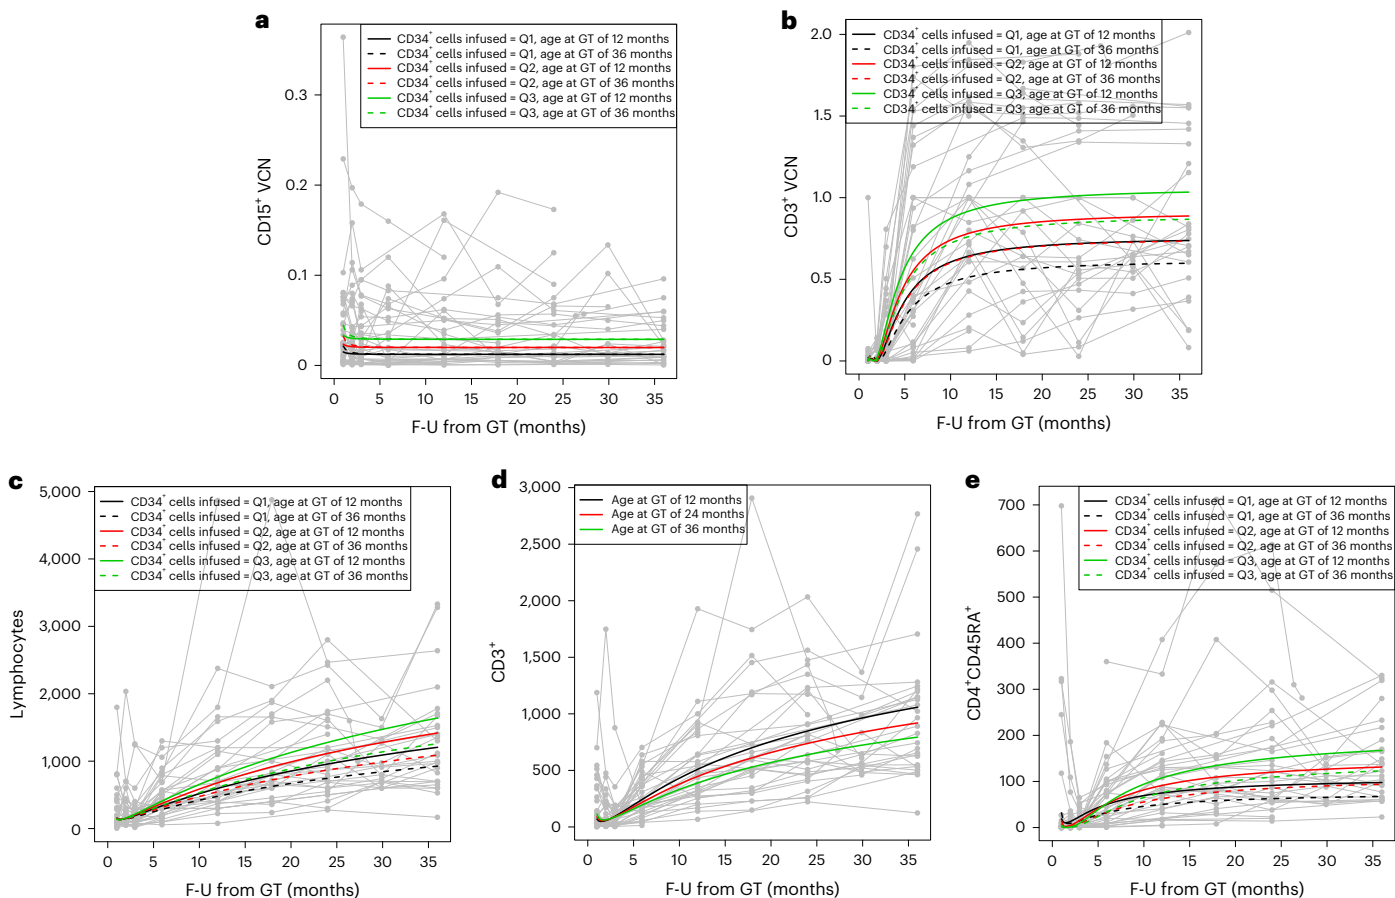 a
CD34+ cells infused = Q1, age at GT of 12 months
CD34+ cells infused = Q1, age at GT of 36 months
CD34+ cells infused = Q2, age at GT of 12 months
CD34+ cells infused = Q2, age at GT of 36 months
CD34+ cells infused = Q3, age at GT of 12 months
CD34+ cells infused = Q3, age at GT of 36 months
0.3
0.2
0.1
0
CD15+ VCN
0 5 10 15 20 25 30 35
F-U from GT (months)
b
CD34+ cells infused = Q1, age at GT of 12 months
CD34+ cells infused = Q1, age at GT of 36 months
CD34+ cells infused = Q2, age at GT of 12 months
CD34+ cells infused = Q2, age at GT of 36 months
CD34+ cells infused = Q3, age at GT of 12 months
CD34+ cells infused = Q3, age at GT of 36 months
2.0
1.5
1.0
0.5
0
CD3+ VCN
0 5 10 15 20 25 30 35
F-U from GT (months)
c
CD34+ cells infused = Q1, age at GT of 12 months
CD34+ cells infused = Q1, age at GT of 36 months
CD34+ cells infused = Q2, age at GT of 12 months
CD34+ cells infused = Q2, age at GT of 36 months
CD34+ cells infused = Q3, age at GT of 12 months
CD34+ cells infused = Q3, age at GT of 36 months
5,000
4,000
3,000
2,000
1,000
0
Lymphocytes
0 5 10 15 20 25 30 35
F-U from GT (months)
d
Age at GT of 12 months
Age at GT of 24 months
Age at GT of 36 months
3,000
2,500
2,000
1,500
1,000
500
0
CD3+
0 5 10 15 20 25 30 35
F-U from GT (months)
e
CD34+ cells infused = Q1, age at GT of 12 months
CD34+ cells infused = Q1, age at GT of 36 months
CD34+ cells infused = Q2, age at GT of 12 months
CD34+ cells infused = Q2, age at GT of 36 months
CD34+ cells infused = Q3, age at GT of 12 months
CD34+ cells infused = Q3, age at GT of 36 months
700
600
500
400
300
200
100
0
CD4+CD45RA+
0 5 10 15 20 25 30 35
F-U from GT (months)